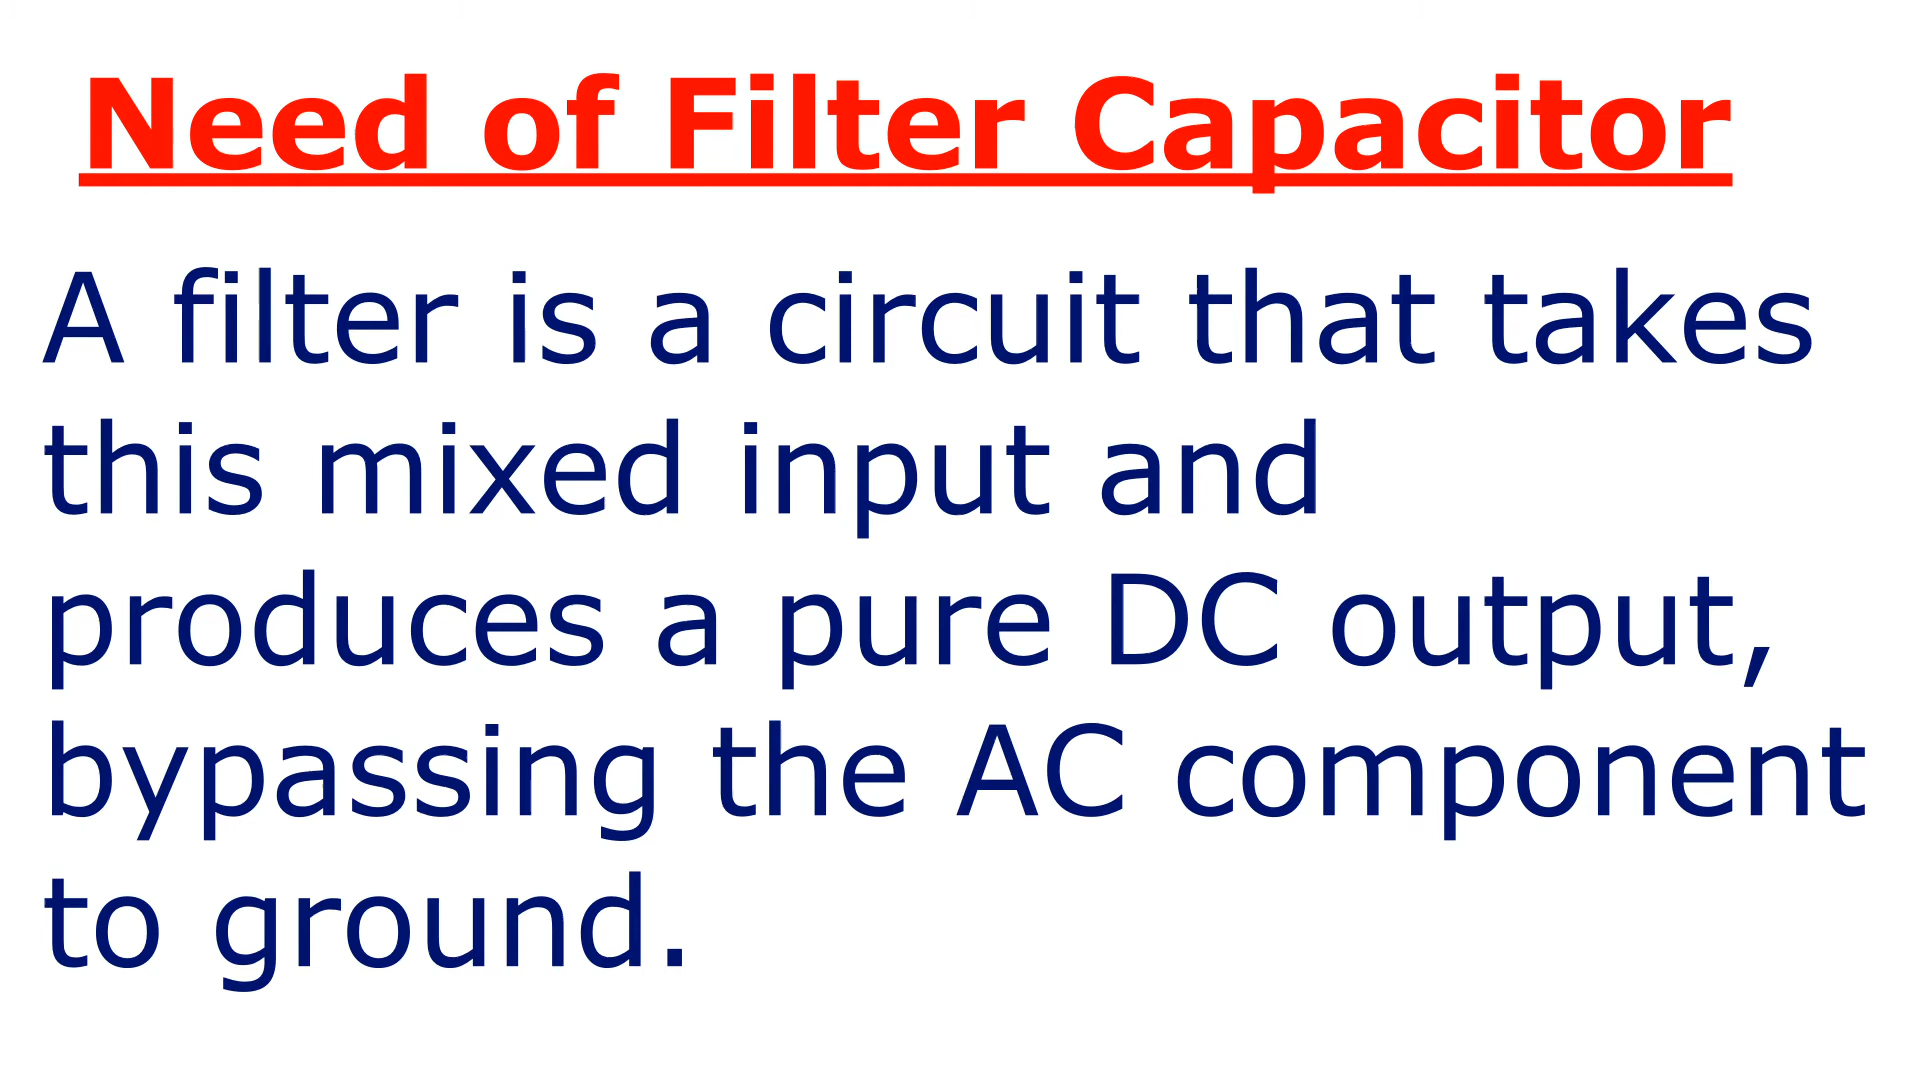 Need of Filter Capacitor
A filter is a circuit that takes
this mixed input and
produces a pure DC output,
bypassing the AC component
to ground.